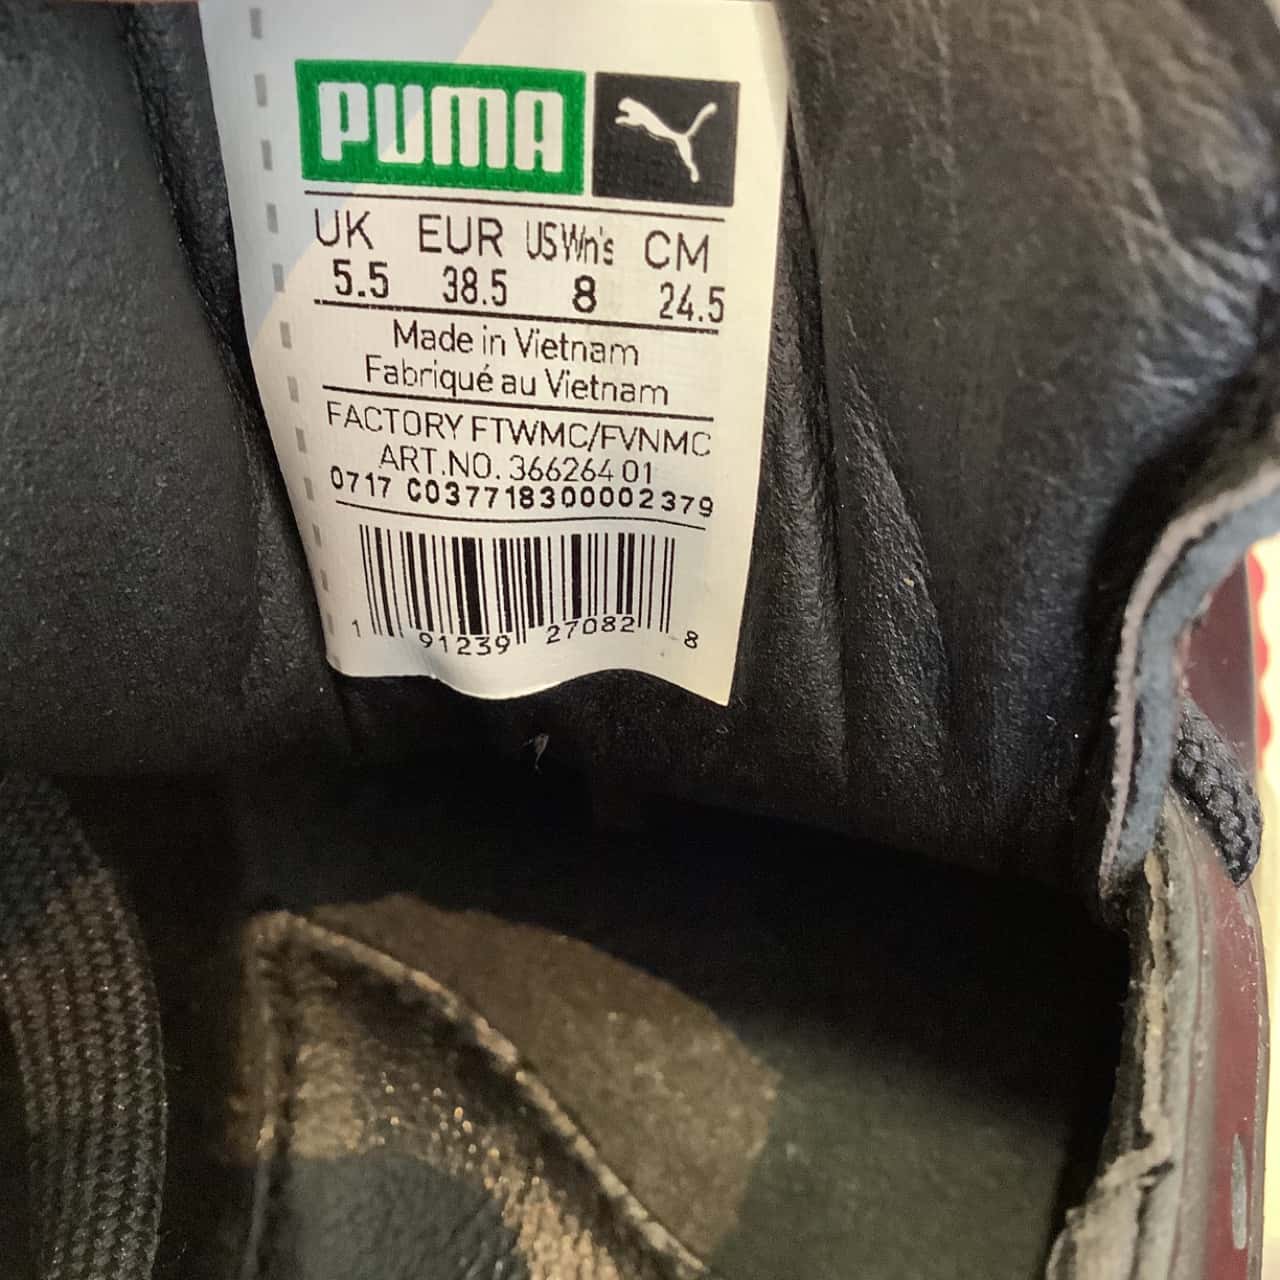 PUMA
UK EUR US Wn's CM
5.5 38.5 8 24.5
Made in Vietnam
Fabriqué au Vietnam
FACTORY FTWMC/FVNMC
ART.NO. 366264 01
0717 C037718300002379
1 91239 27082 8